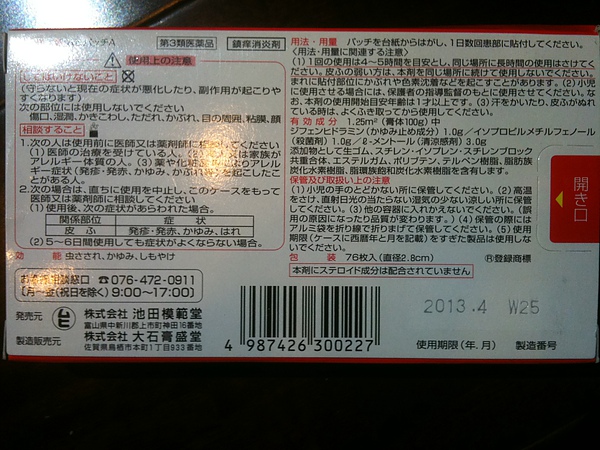 パッチA
第3類医薬品
鎮痒消炎剤
使用上の注意
してはいけないこと
(守らないと現在の症状が悪化したり、副作用が起こりや
すくなります)
次の部位には使用しないでください
傷口、湿潤、かきこわし、ただれ、かぶれ、目の周囲、粘膜、顔
相談すること
1.次の人は使用前に医師又は薬剤師に相談してください
(1)医師の治療を受けている人。(2)本人又は家族が
アレルギー体質の人。(3)薬や化粧品等によりアレル
ギー症状(発疹・発赤、かゆみ、かぶれ等)を起こしたこ
とがある人。
2.次の場合は、直ちに使用を中止し、このケースをもって
医師又は薬剤師に相談してください
(1)使用後、次の症状があらわれた場合。
関係部位 症状
皮ふ 発疹・発赤、かゆみ、はれ
(2)5〜6日間使用しても症状がよくならない場合。
効能 虫さされ、かゆみ、しもやけ
お客様相談窓口 ☎076-472-0911
[月〜金(祝日を除く) 9:00〜17:00]
発売元 株式会社 池田模範堂
富山県中新川郡上市町神田16番地
製造販売元 株式会社 大石膏盛堂
佐賀県鳥栖市本町1丁目933番地
用法・用量 パッチを台紙からはがし、1日数回患部に貼付してください。
〈用法・用量に関連する注意〉
(1)1回の使用は4〜5時間を目安とし、同じ場所に長時間の使用はさけてく
ださい。皮ふの弱い方は、本剤を同じ場所に続けて使用しないでください。
まれに貼付部位にかぶれや色素沈着などを起こすことがあります。(2)小児
に使用させる場合には、保護者の指導監督のもとに使用させてください。な
お、本剤の使用開始目安年齢は1才以上です。(3)汗をかいたり、皮ふがぬれ
ている時は、よくふき取ってから使用してください。
有効成分 1.25m²(膏体100g)中
ジフェンヒドラミン(かゆみ止め成分)1.0g/イソプロピルメチルフェノール
(殺菌剤)1.0g/ℓ-メントール(清涼感剤)3.0g
添加物として生ゴム、スチレン・イソプレン・スチレンブロック
共重合体、エステルガム、ポリブテン、テルペン樹脂、脂肪族
炭化水素樹脂、脂環族飽和炭化水素樹脂を含有します。
保管及び取扱い上の注意
(1)小児の手のとどかない所に保管してください。(2)高温
をさけ、直射日光の当たらない湿気の少ない涼しい所に保管し
てください。(3)他の容器に入れかえないでください。(誤
用の原因になったり品質が変わります。)(4)保管の際には
アルミ袋を折り線で折りまげて保管してください。(5)使用
期限(ケースに西暦年と月を記載)をすぎた製品は使用しない
でください。
包装 76枚入(直径2.8cm) ®登録商標
本剤にステロイド成分は配合されていません
開き口
2013.4 W25
使用期限(年、月) 製造番号
4 987426 300227